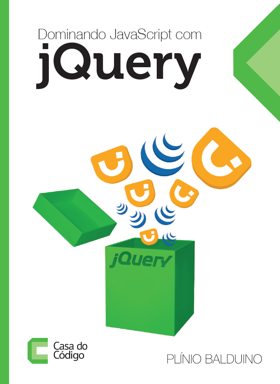 Dominando JavaScript com
jQuery
jQuery
Casa do
Código
PLÍNIO BALDUINO